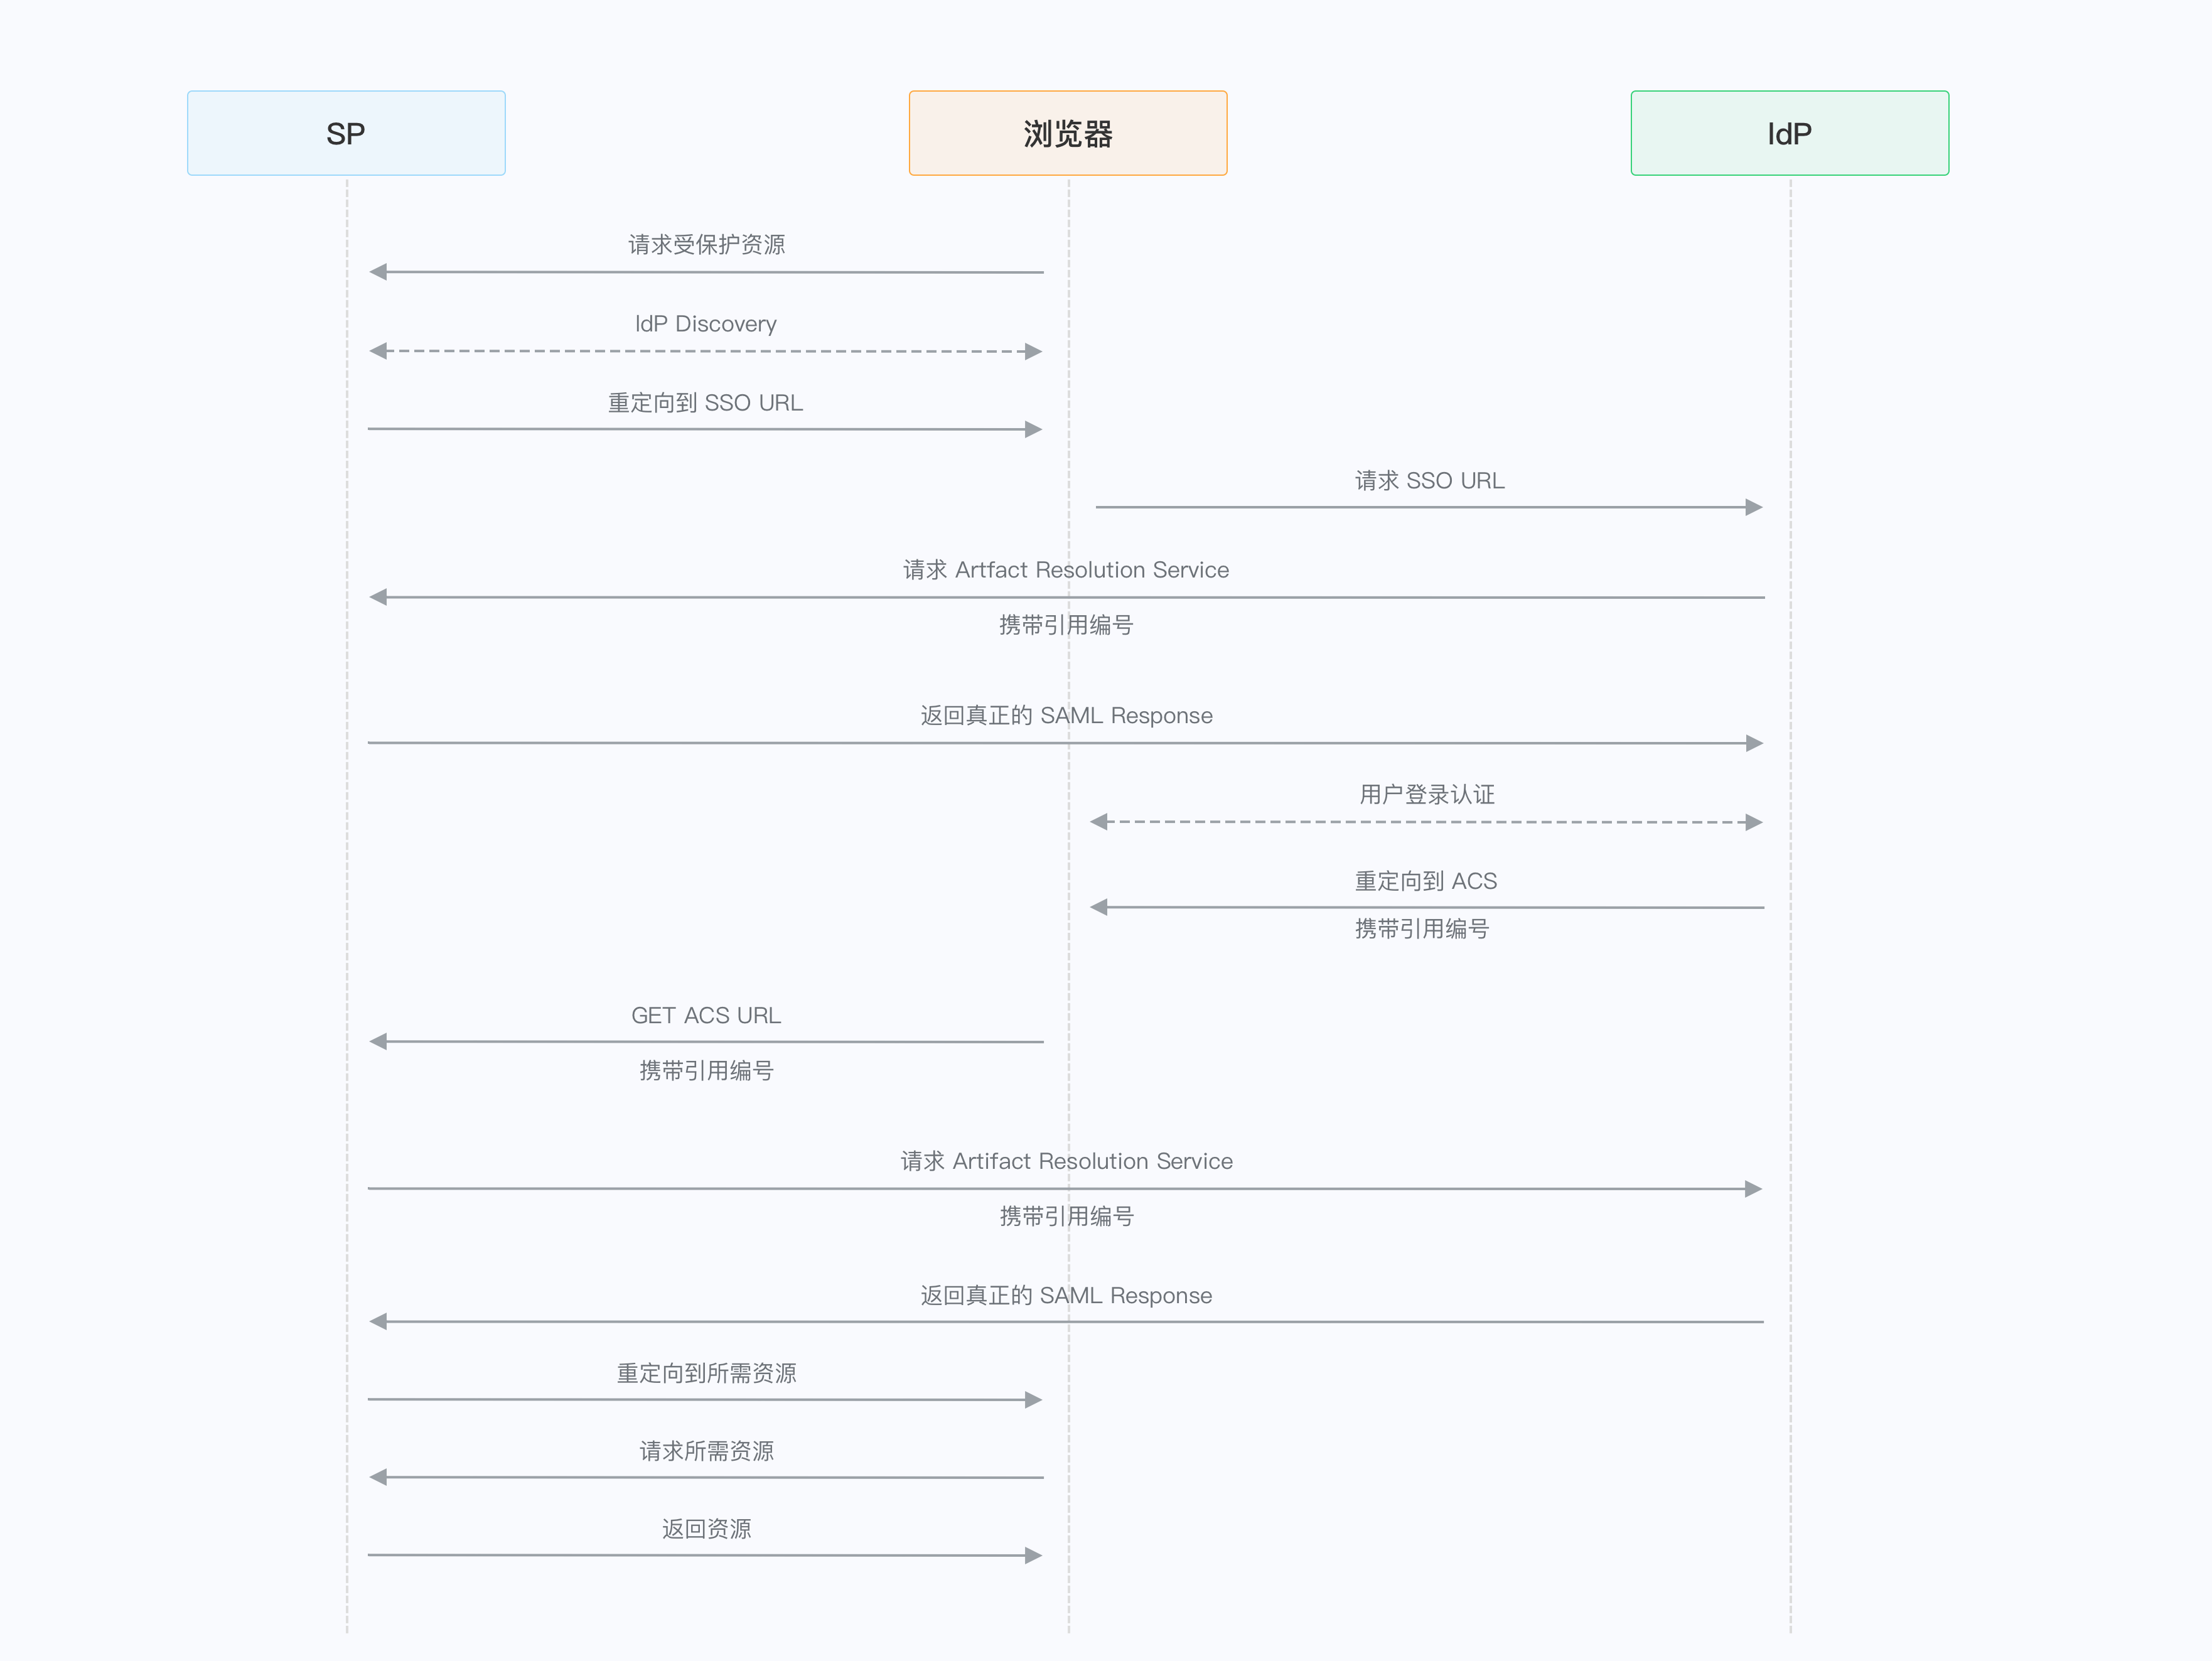 SP
浏览器
IdP
请求受保护资源
IdP Discovery
重定向到 SSO URL
请求 SSO URL
请求 Artfact Resolution Service
携带引用编号
返回真正的 SAML Response
用户登录认证
重定向到 ACS
携带引用编号
GET ACS URL
携带引用编号
请求 Artifact Resolution Service
携带引用编号
返回真正的 SAML Response
重定向到所需资源
请求所需资源
返回资源